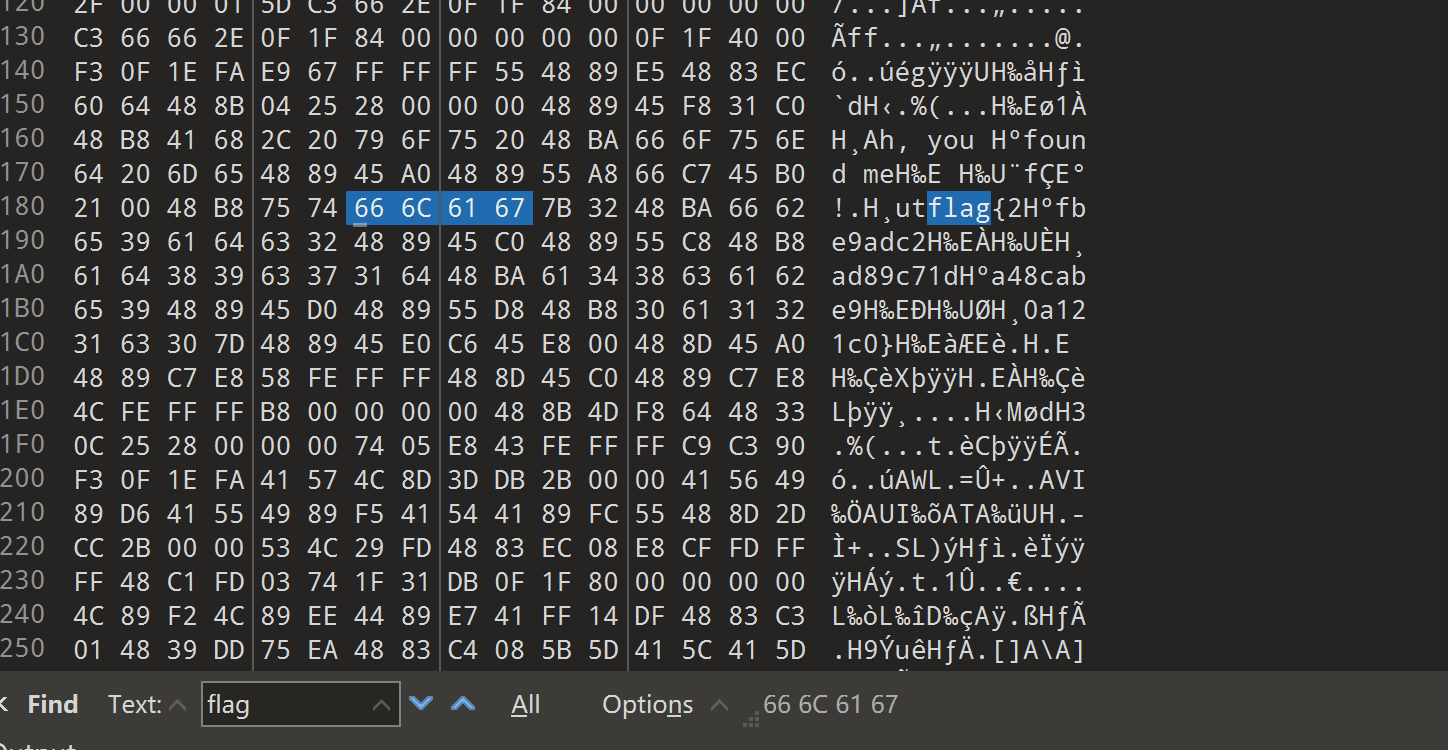 120 2F 00 00 01 5D C3 66 2E 0F 1F 84 00 00 00 00 00 /...]Ãf...„.....
130 C3 66 66 2E 0F 1F 84 00 00 00 00 00 0F 1F 40 00 Ãff...„.......@.
140 F3 0F 1E FA E9 67 FF FF FF 55 48 89 E5 48 83 EC ó..úégÿÿÿUH‰åHƒì
150 60 64 48 8B 04 25 28 00 00 00 48 89 45 F8 31 C0 `dH‹.%(...H‰Eø1À
160 48 B8 41 68 2C 20 79 6F 75 20 48 BA 66 6F 75 6E H¸Ah, you Hºfoun
170 64 20 6D 65 48 89 45 A0 48 89 55 A8 66 C7 45 B0 d meH‰E H‰U¨fÇE°
180 21 00 48 B8 75 74 66 6C 61 67 7B 32 48 BA 66 62 !.H¸utflag{2Hºfb
190 65 39 61 64 63 32 48 89 45 C0 48 89 55 C8 48 B8 e9adc2H‰EÀH‰UÈH¸
1A0 61 64 38 39 63 37 31 64 48 BA 61 34 38 63 61 62 ad89c71dHºa48cab
1B0 65 39 48 89 45 D0 48 89 55 D8 48 B8 30 61 31 32 e9H‰EÐH‰UØH¸0a12
1C0 31 63 30 7D 48 89 45 E0 C6 45 E8 00 48 8D 45 A0 1c0}H‰EàÆEè.H.E
1D0 48 89 C7 E8 58 FE FF FF 48 8D 45 C0 48 89 C7 E8 H‰ÇèXþÿÿH.EÀH‰Çè
1E0 4C FE FF FF B8 00 00 00 00 48 8B 4D F8 64 48 33 Lþÿÿ¸....H‹MødH3
1F0 0C 25 28 00 00 00 74 05 E8 43 FE FF FF C9 C3 90 .%(...t.èCþÿÿÉÃ.
200 F3 0F 1E FA 41 57 4C 8D 3D DB 2B 00 00 41 56 49 ó..úAWL.=Û+..AVI
210 89 D6 41 55 49 89 F5 41 54 41 89 FC 55 48 8D 2D ‰ÖAUI‰õATA‰üUH.-
220 CC 2B 00 00 53 4C 29 FD 48 83 EC 08 E8 CF FD FF Ì+..SL)ýHƒì.èÏýÿ
230 FF 48 C1 FD 03 74 1F 31 DB 0F 1F 80 00 00 00 00 ÿHÁý.t.1Û..€....
240 4C 89 F2 4C 89 EE 44 89 E7 41 FF 14 DF 48 83 C3 L‰òL‰îD‰çAÿ.ßHƒÃ
250 01 48 39 DD 75 EA 48 83 C4 08 5B 5D 41 5C 41 5D .H9ÝuêHƒÄ.[]A\A]
Find Text: flag All Options 66 6C 61 67
Output